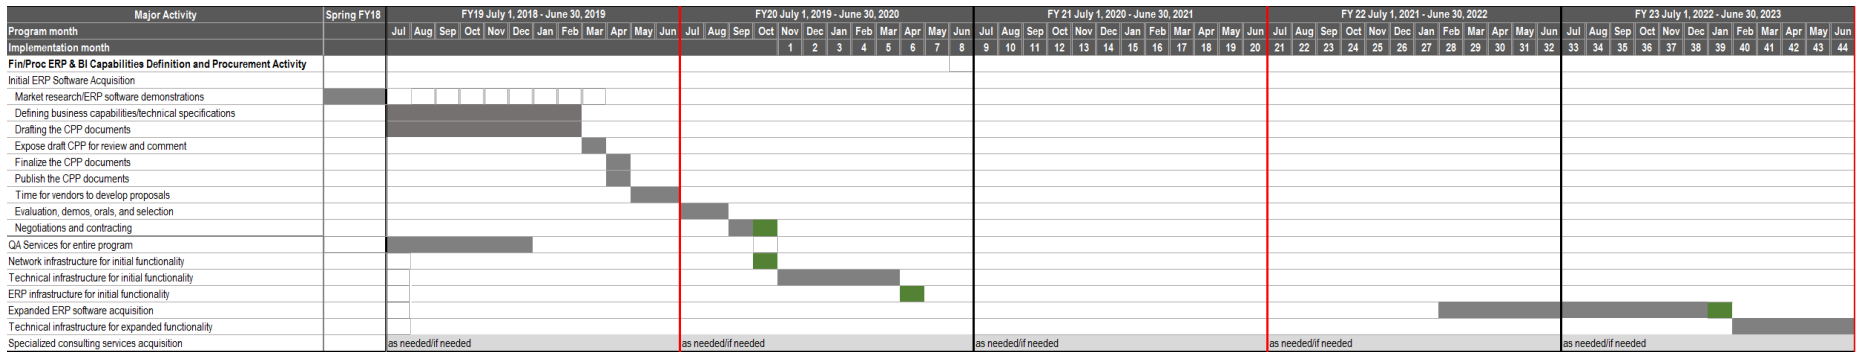 Major Activity Spring FY18 FY19 July 1, 2018 - June 30, 2019 FY20 July 1, 2019 - June 30, 2020 FY 21 July 1, 2020 - June 30, 2021 FY 22 July 1, 2021 - June 30, 2022 FY 23 July 1, 2022 - June 30, 2023
Program month Jul Aug Sep Oct Nov Dec Jan Feb Mar Apr May Jun Jul Aug Sep Oct Nov Dec Jan Feb Mar Apr May Jun Jul Aug Sep Oct Nov Dec Jan Feb Mar Apr May Jun Jul Aug Sep Oct Nov Dec Jan Feb Mar Apr May Jun Jul Aug Sep Oct Nov Dec Jan Feb Mar Apr May Jun
Implementation month 1 2 3 4 5 6 7 8 9 10 11 12 13 14 15 16 17 18 19 20 21 22 23 24 25 26 27 28 29 30 31 32 33 34 35 36 37 38 39 40 41 42 43 44
Fin/Proc ERP & BI Capabilities Definition and Procurement Activity
Initial ERP Software Acquisition
Market research/ERP software demonstrations
Defining business capabilities/technical specifications
Drafting the CPP documents
Expose draft CPP for review and comment
Finalize the CPP documents
Publish the CPP documents
Time for vendors to develop proposals
Evaluation, demos, orals, and selection
Negotiations and contracting
QA Services for entire program
Network infrastructure for initial functionality
Technical infrastructure for initial functionality
ERP infrastructure for initial functionality
Expanded ERP software acquisition
Technical infrastructure for expanded functionality
Specialized consulting services acquisition as needed/if needed as needed/if needed as needed/if needed as needed/if needed as needed/if needed